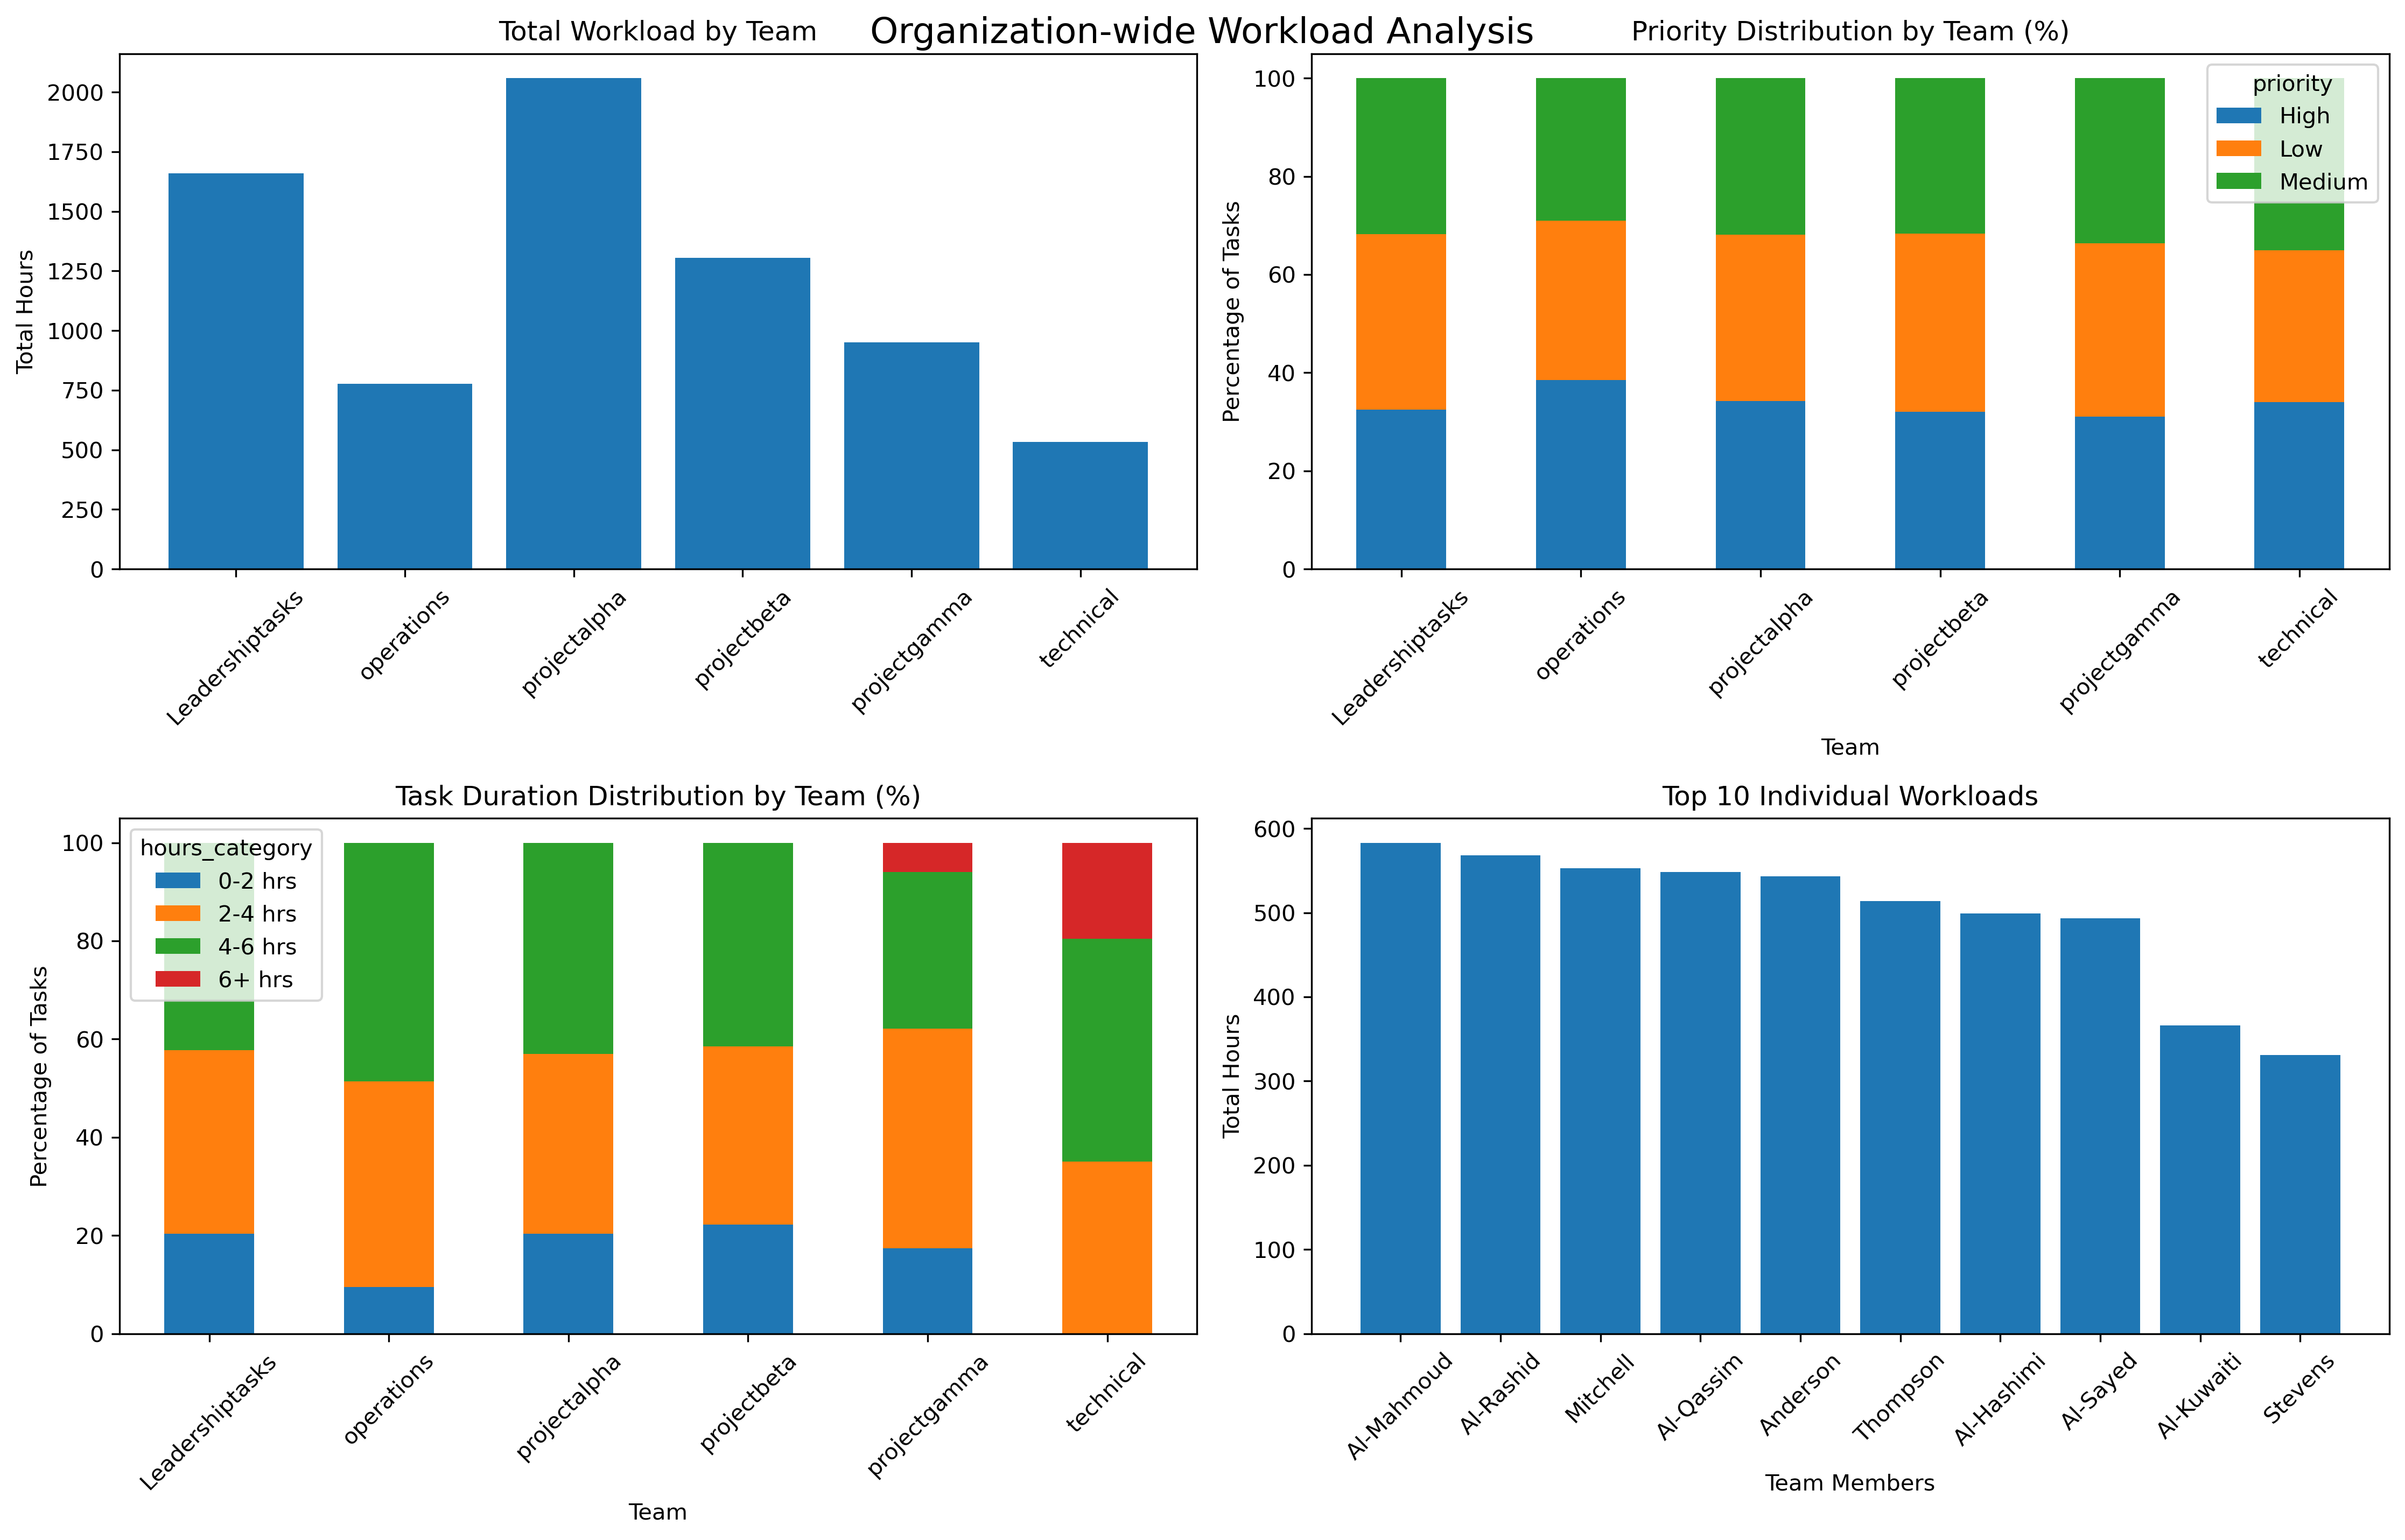 Organization-wide Workload Analysis
Total Workload by Team
Total Hours
2000
1750
1500
1250
1000
750
500
250
0
Leadershiptasks
operations
projectalpha
projectbeta
projectgamma
technical
Priority Distribution by Team (%)
Percentage of Tasks
100
80
60
40
20
0
priority
High
Low
Medium
Leadershiptasks
operations
projectalpha
projectbeta
projectgamma
technical
Team
Task Duration Distribution by Team (%)
Percentage of Tasks
100
80
60
40
20
0
hours_category
0-2 hrs
2-4 hrs
4-6 hrs
6+ hrs
Leadershiptasks
operations
projectalpha
projectbeta
projectgamma
technical
Team
Top 10 Individual Workloads
Total Hours
600
500
400
300
200
100
0
Al-Mahmoud
Al-Rashid
Mitchell
Al-Qassim
Anderson
Thompson
Al-Hashimi
Al-Sayed
Al-Kuwaiti
Stevens
Team Members